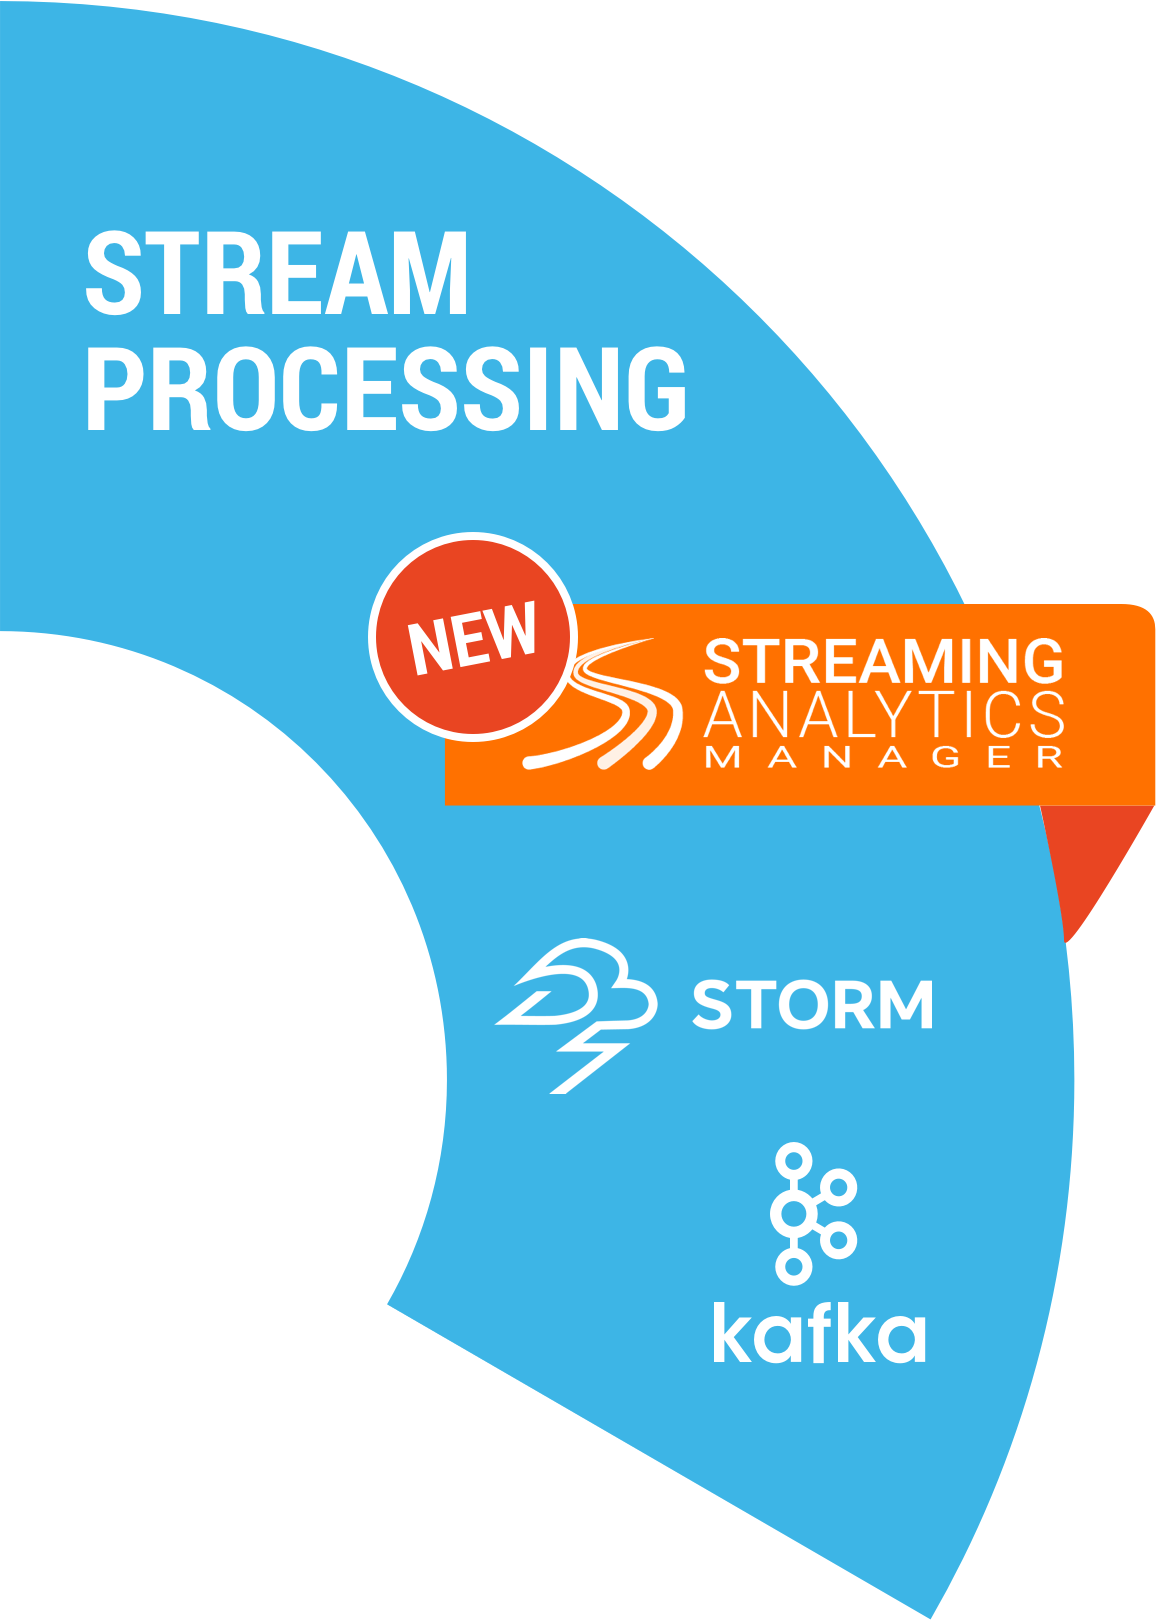 STREAM
PROCESSING
NEW
STREAMING
ANALYTICS
MANAGER
STORM
kafka